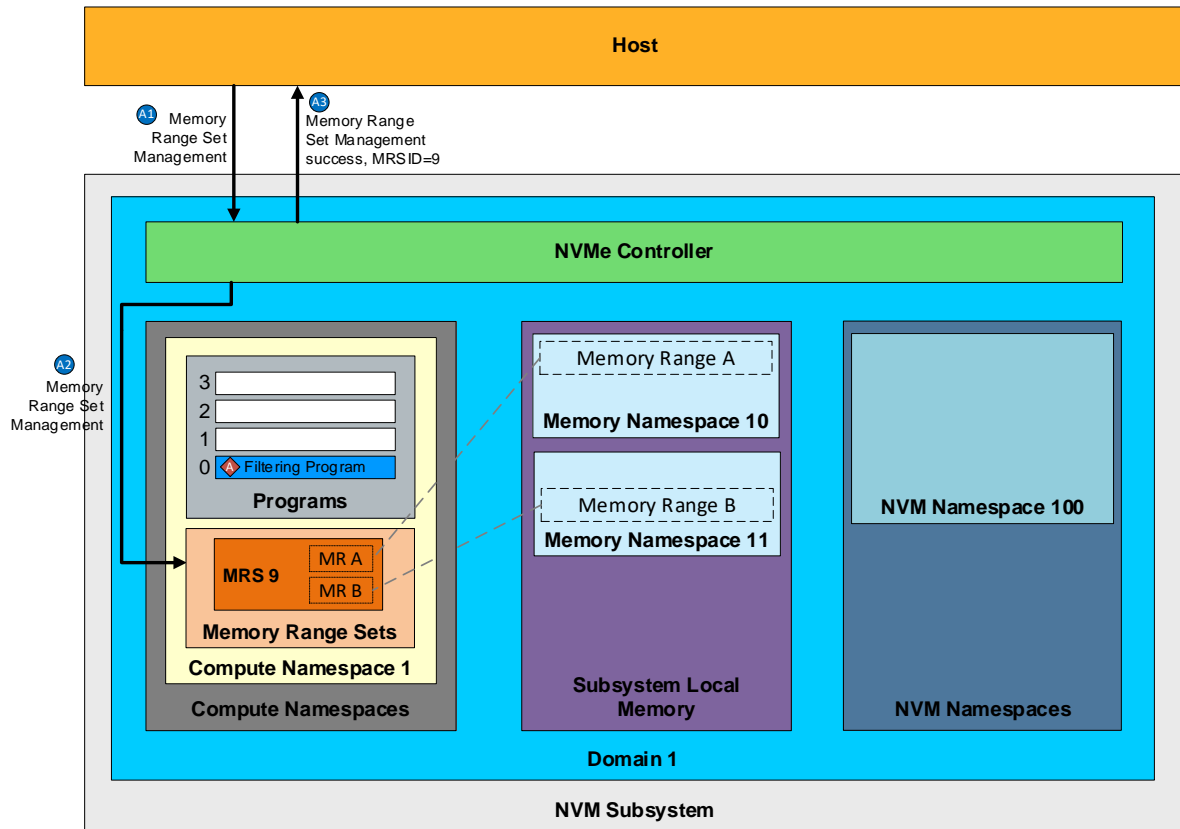 Host
A1 Memory
Range Set
Management
A3
Memory Range
Set Management
success, MRSID=9
NVMe Controller
A2
Memory
Range Set
Management
3
2
1
0 A Filtering Program
Programs
MRS 9
MR A
MR B
Memory Range Sets
Compute Namespace 1
Compute Namespaces
Memory Range A
Memory Namespace 10
Memory Range B
Memory Namespace 11
Subsystem Local
Memory
NVM Namespace 100
NVM Namespaces
Domain 1
NVM Subsystem